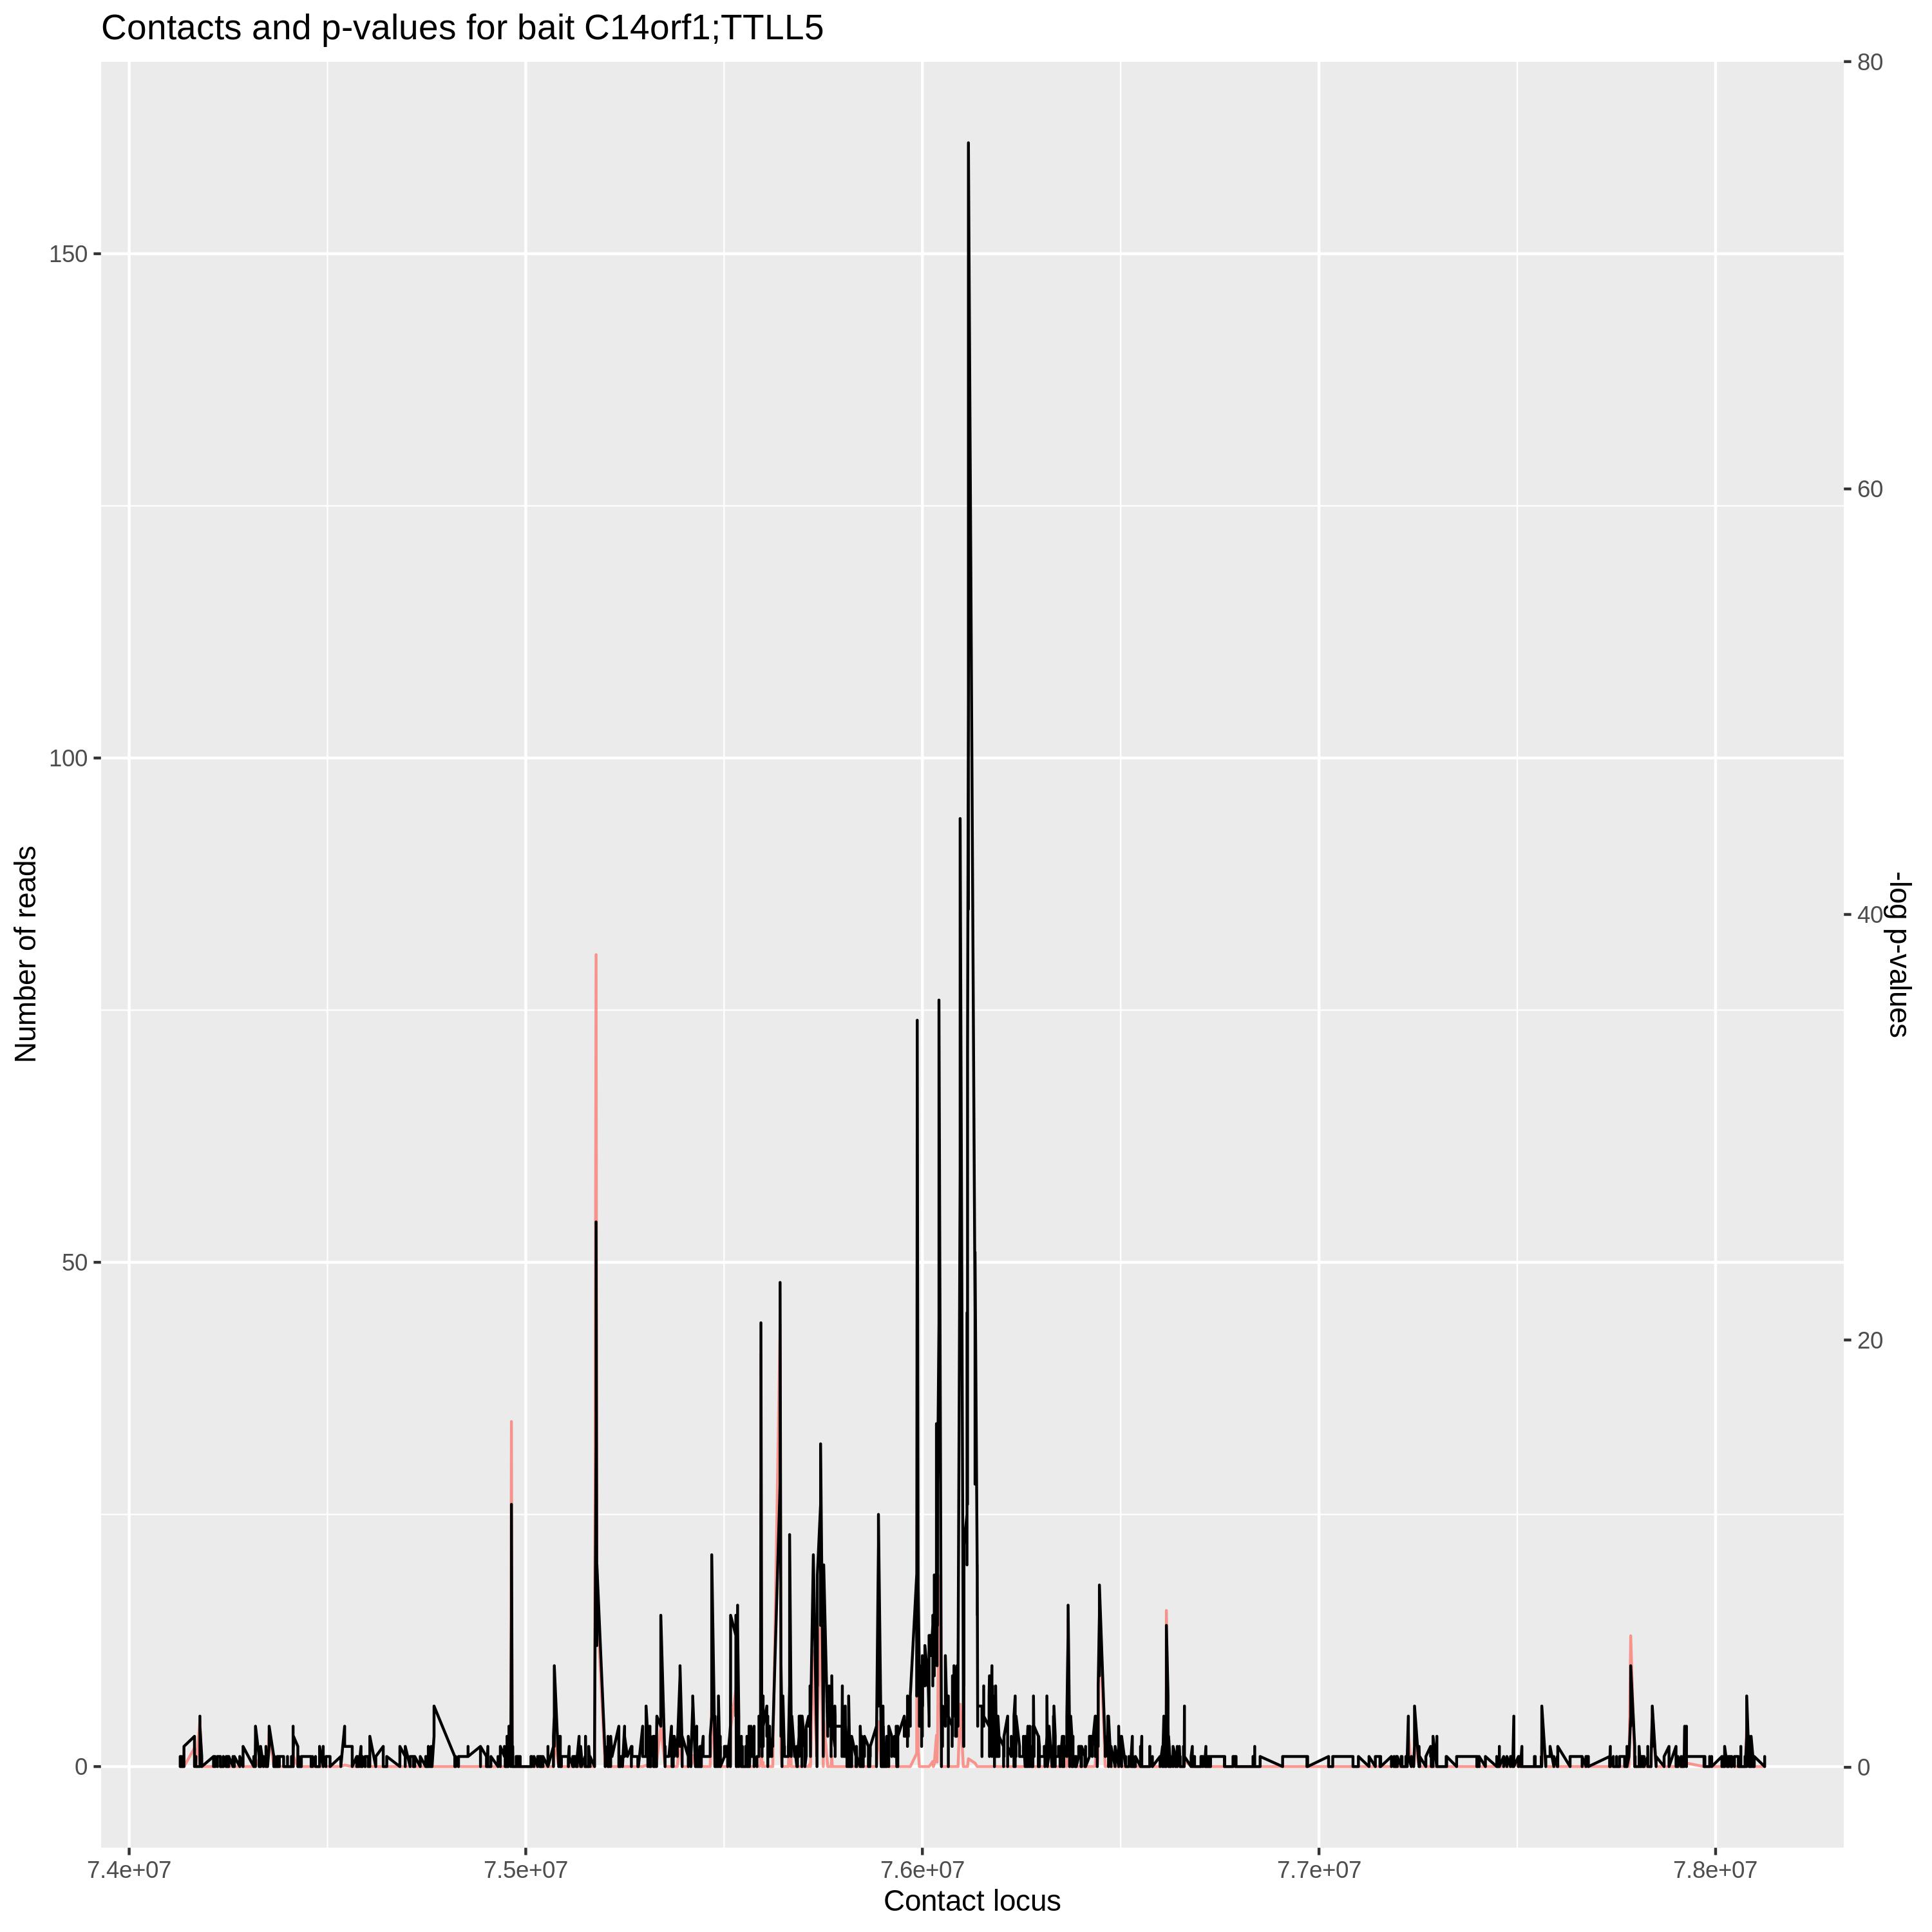 Contacts and p-values for bait C14orf1;TTLL5
80
150
60
100
40
50
20
0
0
Number of reads
-log p-values
7.4e+07 7.5e+07 7.6e+07 7.7e+07 7.8e+07
Contact locus